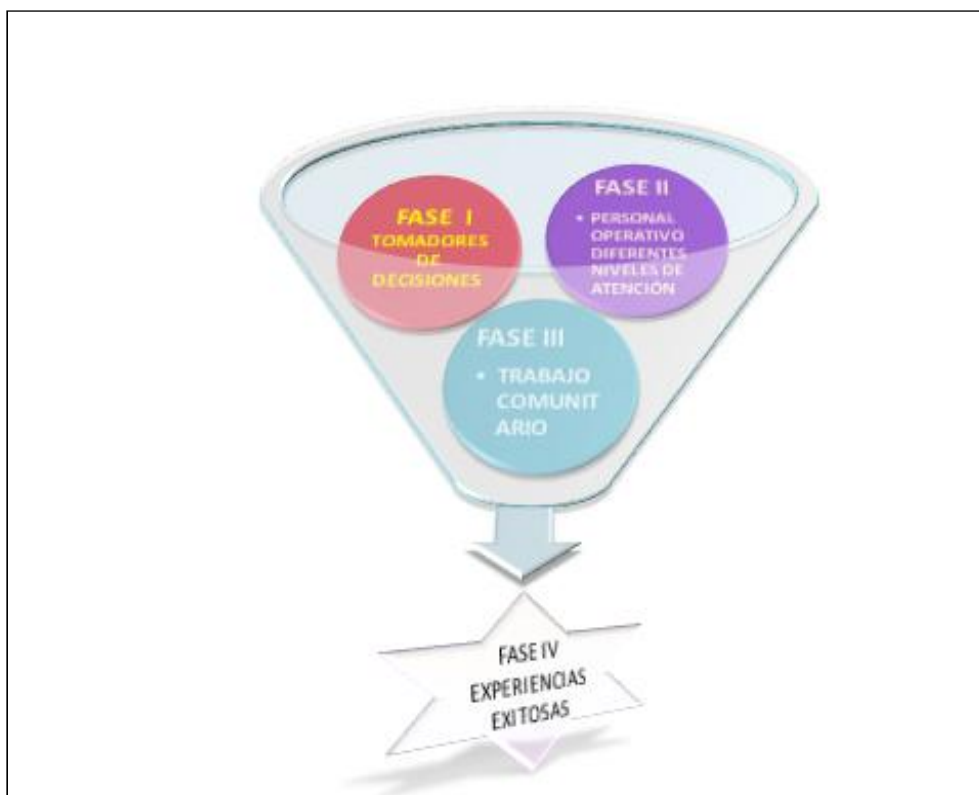 FASE I
TOMADORES
DE
DECISIONES
FASE II
• PERSONAL
OPERATIVO
DIFERENTES
NIVELES DE
ATENCIÓN
FASE III
• TRABAJO
COMUNIT
ARIO
FASE IV
EXPERIENCIAS
EXITOSAS